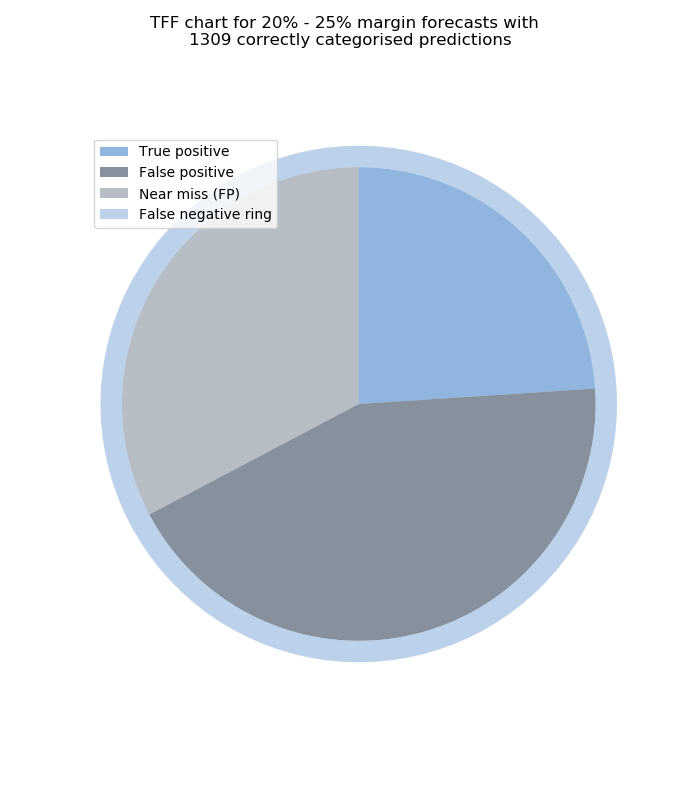 TFF chart for 20% - 25% margin forecasts with
1309 correctly categorised predictions
True positive
False positive
Near miss (FP)
False negative ring